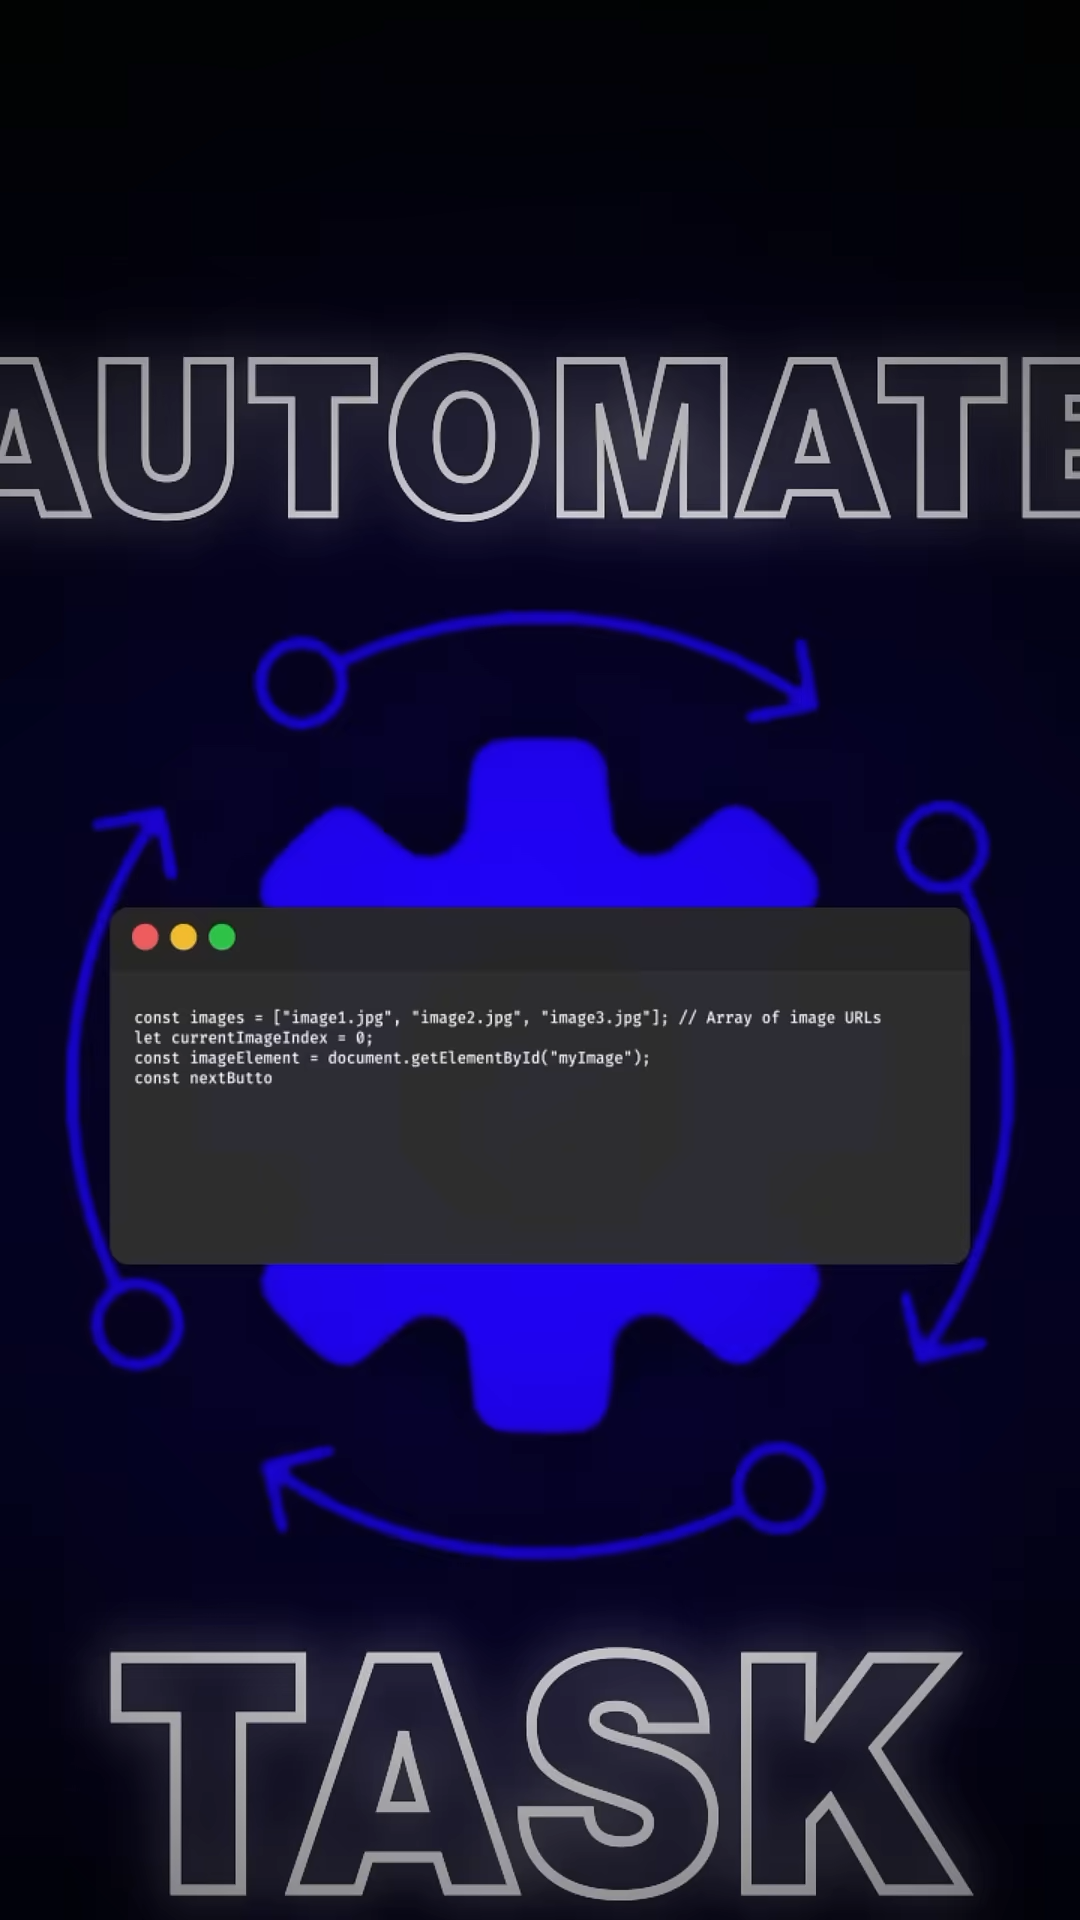 AUTOMATE
const images = ["image1.jpg", "image2.jpg", "image3.jpg"]; // Array of image URLs
let currentImageIndex = 0;
const imageElement = document.getElementById("myImage");
const nextButto
TASK